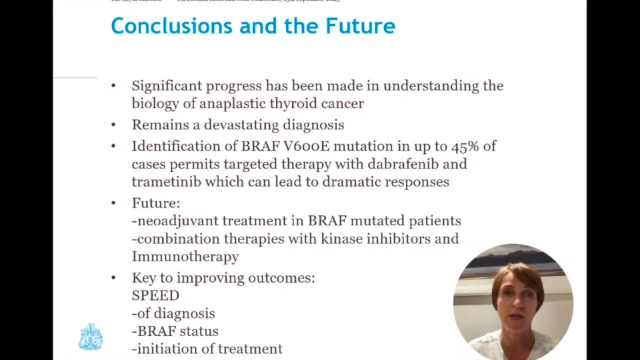 Conclusions and the Future
• Significant progress has been made in understanding the
biology of anaplastic thyroid cancer
• Remains a devastating diagnosis
• Identification of BRAF V600E mutation in up to 45% of
cases permits targeted therapy with dabrafenib and
trametinib which can lead to dramatic responses
• Future:
-neoadjuvant treatment in BRAF mutated patients
-combination therapies with kinase inhibitors and
Immunotherapy
• Key to improving outcomes:
SPEED
-of diagnosis
-BRAF status
-initiation of treatment